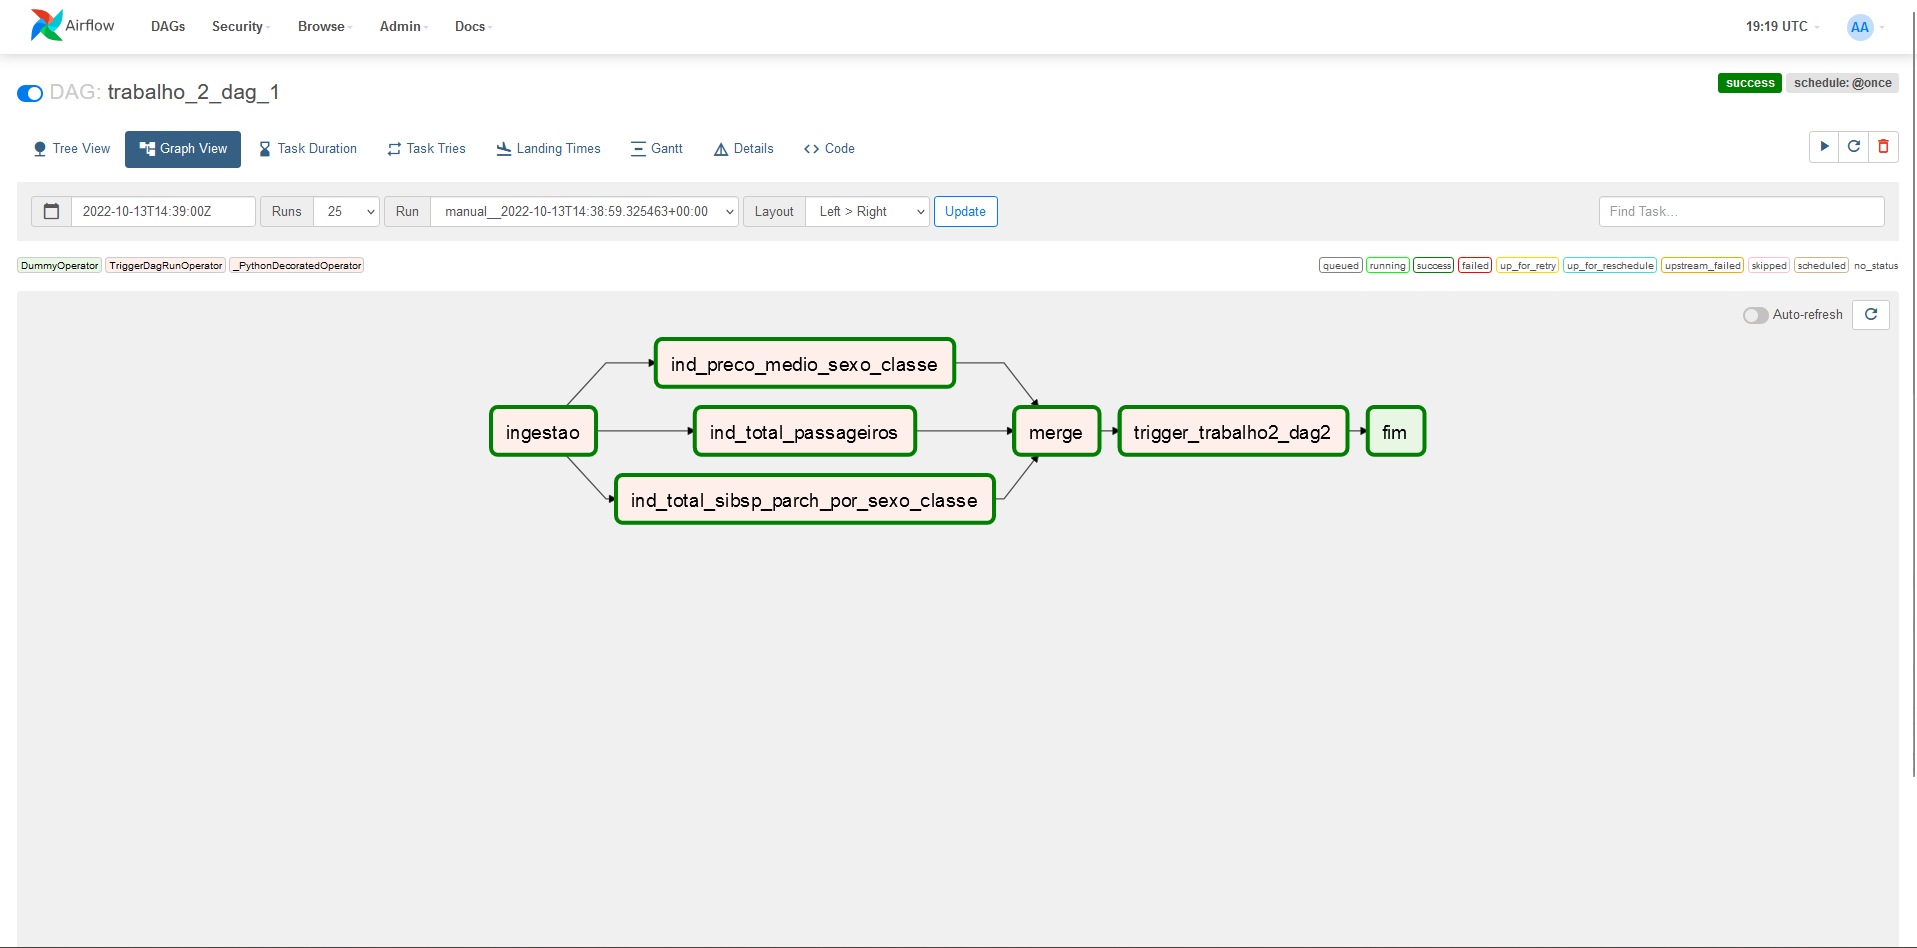 Airflow DAGs Security Browse Admin Docs 19:19 UTC AA
DAG: trabalho_2_dag_1 success schedule: @once
Tree View Graph View Task Duration Task Tries Landing Times Gantt Details Code
2022-10-13T14:39:00Z Runs 25 Run manual__2022-10-13T14:38:59.325463+00:00 Layout Left > Right Update Find Task...
DummyOperator TriggerDagRunOperator _PythonDecoratedOperator queued running success failed up_for_retry up_for_reschedule upstream_failed skipped scheduled no_status
Auto-refresh
ind_preco_medio_sexo_classe
ingestao ind_total_passageiros merge trigger_trabalho2_dag2 fim
ind_total_sibsp_parch_por_sexo_classe